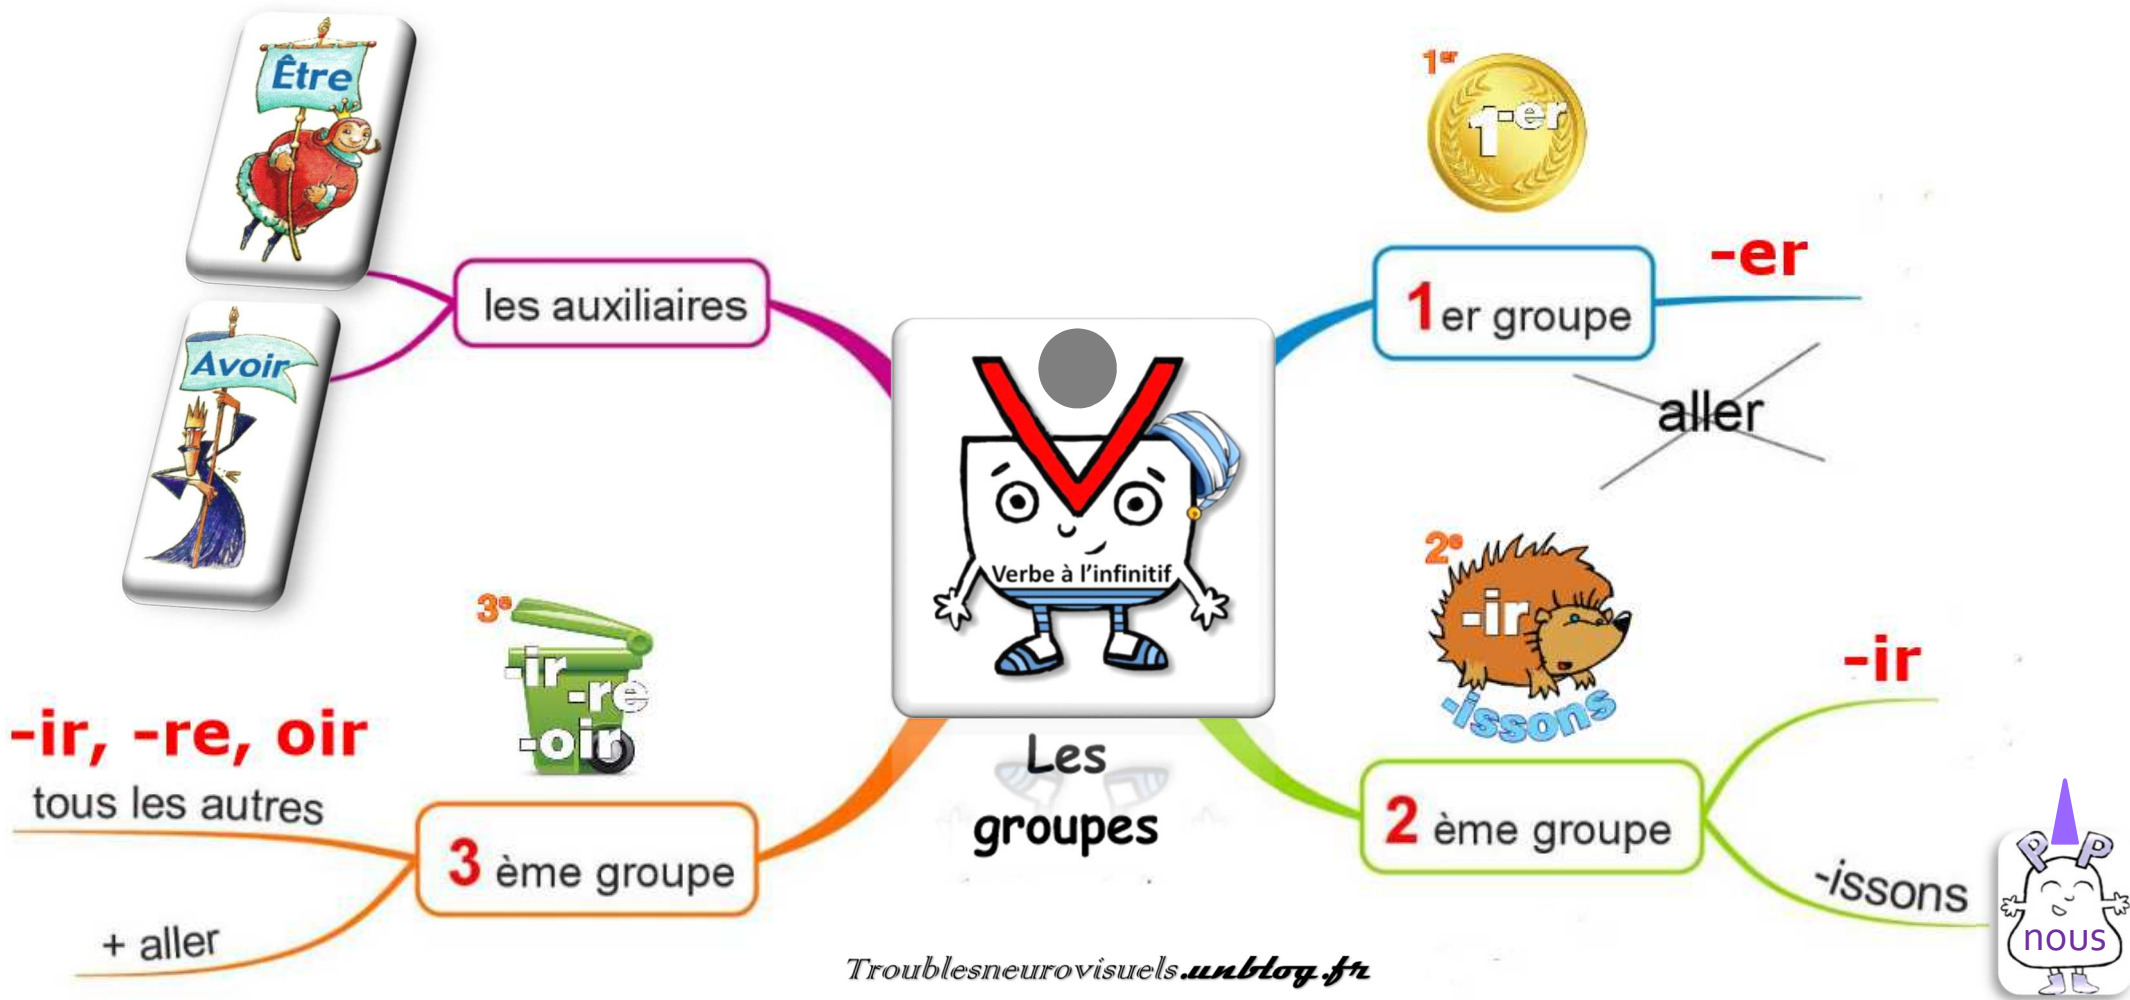 Être
Avoir
les auxiliaires
1er
1-er
1er groupe
-er
aller
Verbe à l'infinitif
Les
groupes
2e
-ir
-issons
2 ème groupe
-ir
-issons
PP
nous
3e
-ir
-re
-oir
3 ème groupe
-ir, -re, oir
tous les autres
+ aller
Troublesneurovisuels.unblog.fr